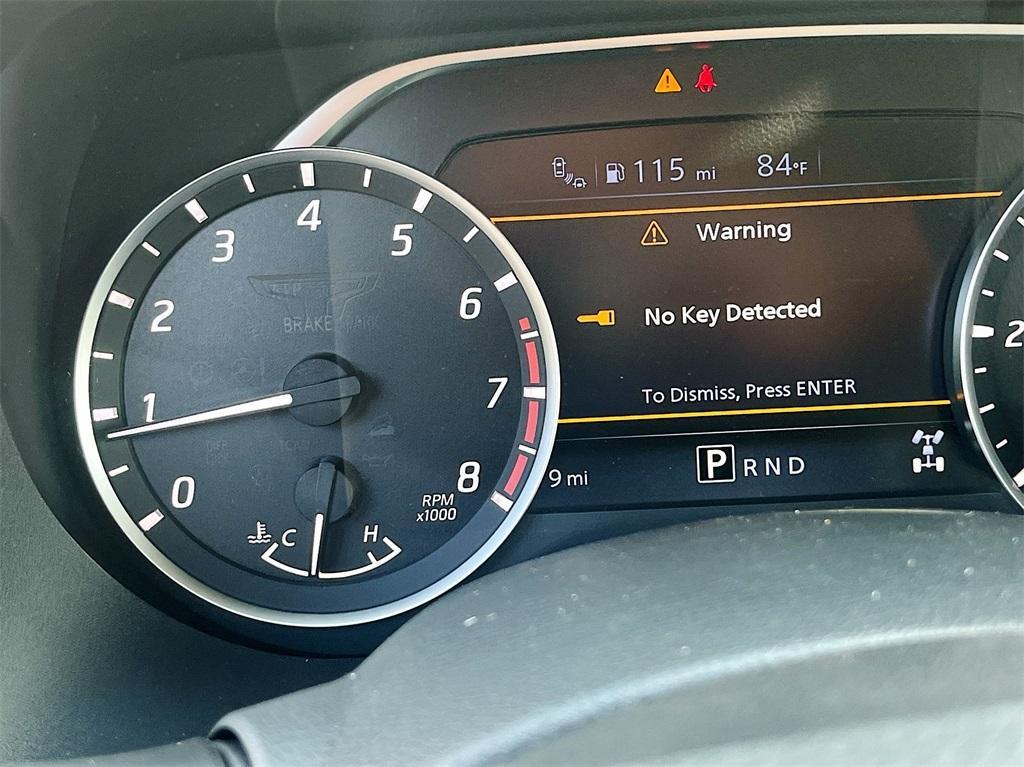 115 mi 84°F
Warning
No Key Detected
To Dismiss, Press ENTER
9 mi
P R N D
0
1
2
3
4
5
6
7
8
BRAKE
RPM
x1000
C H
2